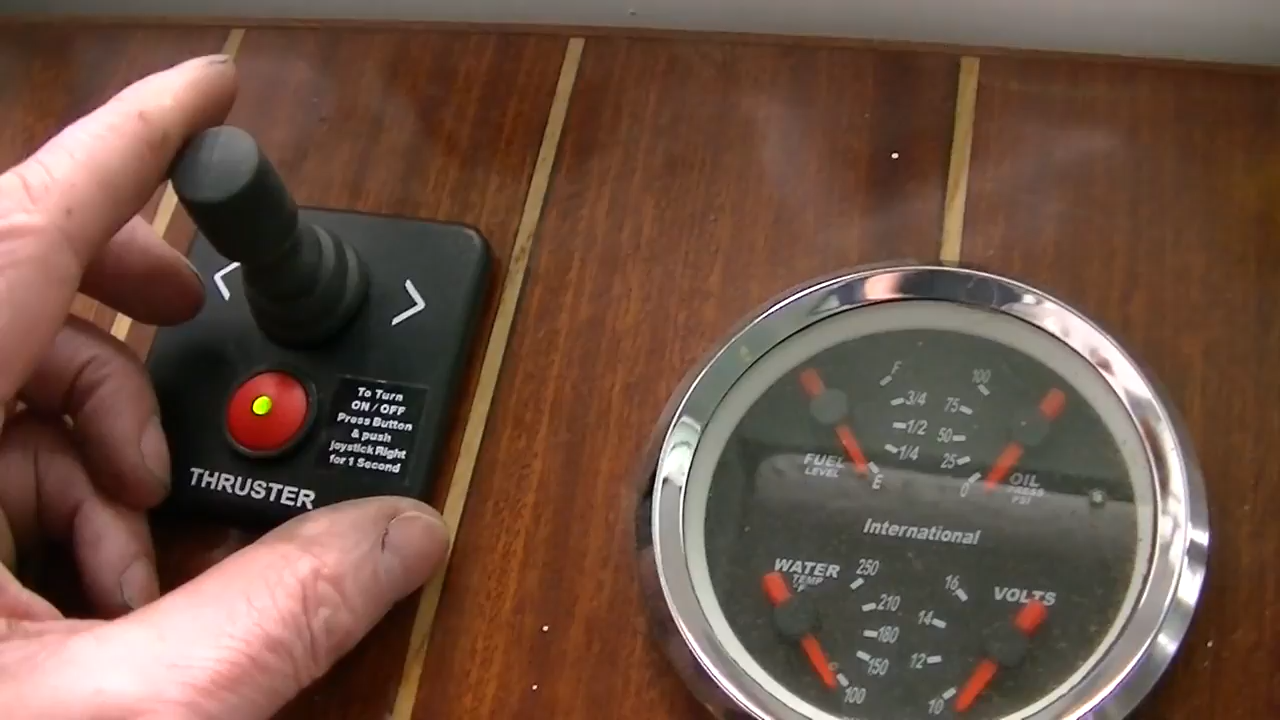 < >
To Turn
ON / OFF
Press Button
& push
joystick Right
for 1 Second
THRUSTER
F
3/4
1/2
1/4
E
FUEL
LEVEL
100
75
50
25
0
OIL
PRESS
PSI
International
WATER
TEMP
°F
250
210
180
150
100
VOLTS
16
14
12
10